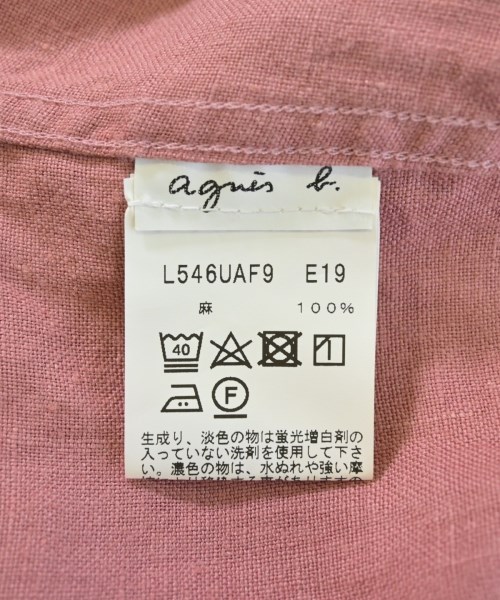 agnès b.
L546UAF9 E19
麻 100%
40
F
生成り、淡色の物は蛍光増白剤の
入っていない洗剤を使用して下さ
い。濃色の物は、水ぬれや強い摩